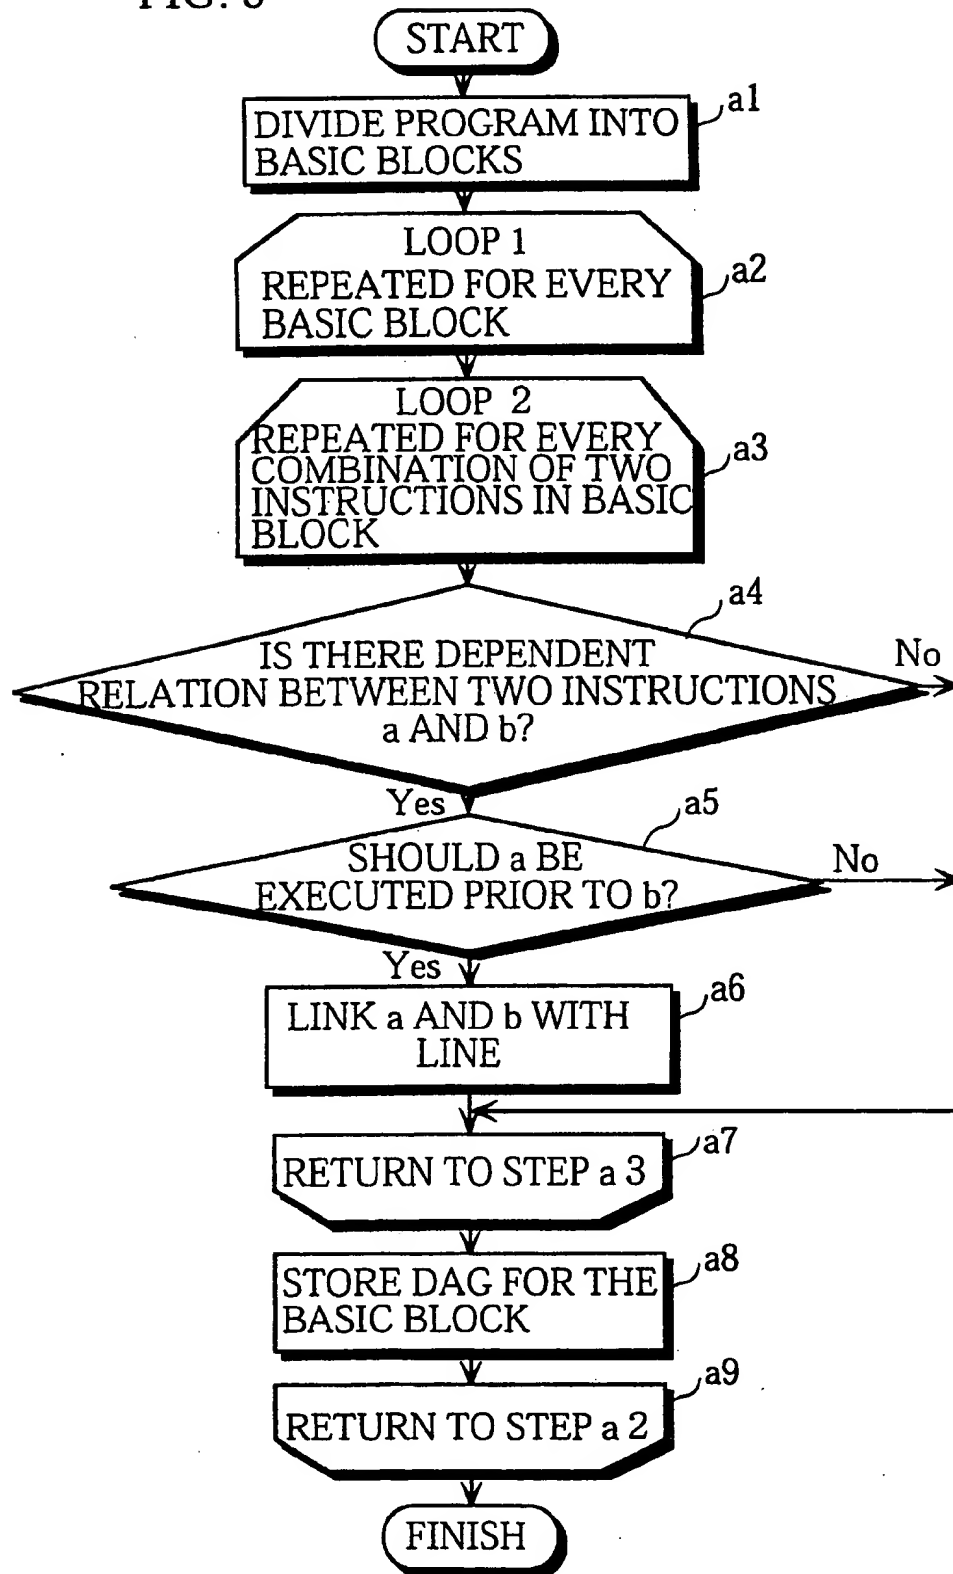 START
a1
DIVIDE PROGRAM INTO
BASIC BLOCKS
LOOP 1
a2
REPEATED FOR EVERY
BASIC BLOCK
LOOP 2
REPEATED FOR EVERY
a3
COMBINATION OF TWO
INSTRUCTIONS IN BASIC
BLOCK
a4
IS THERE DEPENDENT
No
RELATION BETWEEN TWO INSTRUCTIONS
a AND b?
Yes
a5
SHOULD a BE
No
EXECUTED PRIOR TO b?
Yes
a6
LINK a AND b WITH
LINE
a7
RETURN TO STEP a 3
a8
STORE DAG FOR THE
BASIC BLOCK
a9
RETURN TO STEP a 2
FINISH